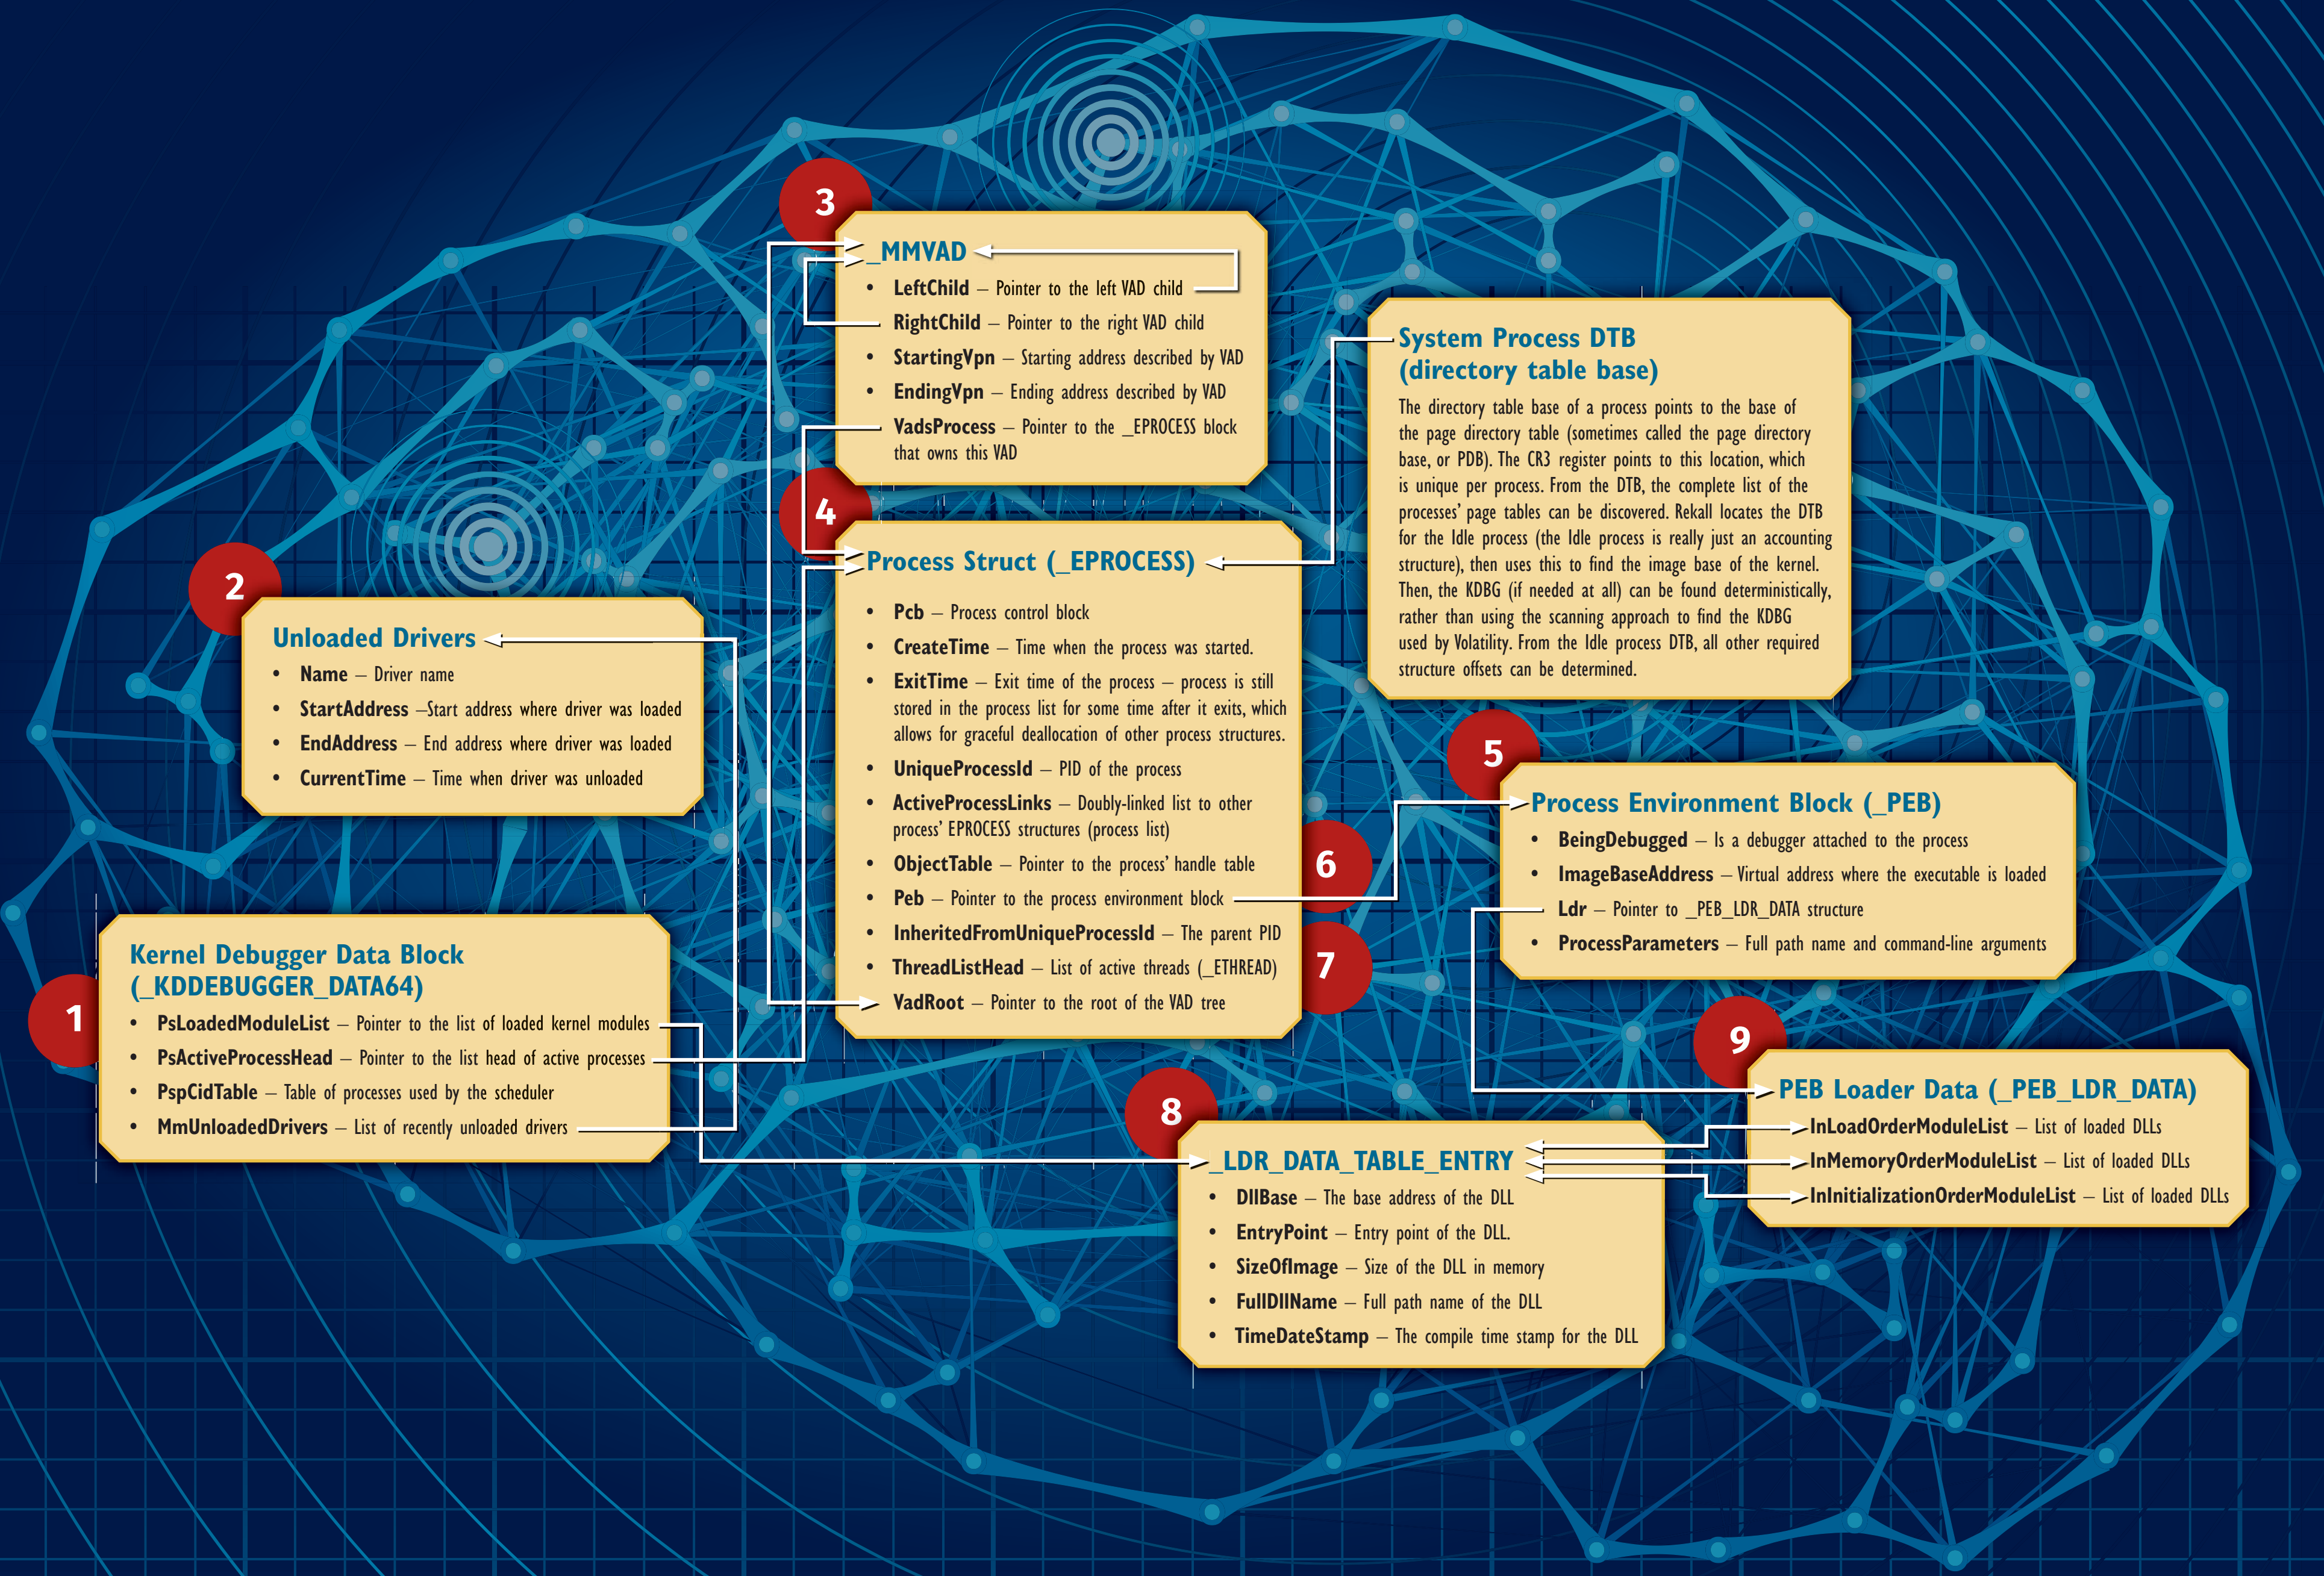 3
_MMVAD
• LeftChild – Pointer to the left VAD child
• RightChild – Pointer to the right VAD child
• StartingVpn – Starting address described by VAD
• EndingVpn – Ending address described by VAD
• VadsProcess – Pointer to the _EPROCESS block
that owns this VAD
System Process DTB
(directory table base)
The directory table base of a process points to the base of
the page directory table (sometimes called the page directory
base, or PDB). The CR3 register points to this location, which
is unique per process. From the DTB, the complete list of the
processes' page tables can be discovered. Rekall locates the DTB
for the Idle process (the Idle process is really just an accounting
structure), then uses this to find the image base of the kernel.
Then, the KDBG (if needed at all) can be found deterministically,
rather than using the scanning approach to find the KDBG
used by Volatility. From the Idle process DTB, all other required
structure offsets can be determined.
4
Process Struct (_EPROCESS)
• Pcb – Process control block
• CreateTime – Time when the process was started.
• ExitTime – Exit time of the process – process is still
stored in the process list for some time after it exits, which
allows for graceful deallocation of other process structures.
• UniqueProcessId – PID of the process
• ActiveProcessLinks – Doubly-linked list to other
process' EPROCESS structures (process list)
• ObjectTable – Pointer to the process' handle table
• Peb – Pointer to the process environment block
• InheritedFromUniqueProcessId – The parent PID
• ThreadListHead – List of active threads (_ETHREAD)
• VadRoot – Pointer to the root of the VAD tree
6
7
2
Unloaded Drivers
• Name – Driver name
• StartAddress –Start address where driver was loaded
• EndAddress – End address where driver was loaded
• CurrentTime – Time when driver was unloaded
5
Process Environment Block (_PEB)
• BeingDebugged – Is a debugger attached to the process
• ImageBaseAddress – Virtual address where the executable is loaded
• Ldr – Pointer to _PEB_LDR_DATA structure
• ProcessParameters – Full path name and command-line arguments
1
Kernel Debugger Data Block
(_KDDEBUGGER_DATA64)
• PsLoadedModuleList – Pointer to the list of loaded kernel modules
• PsActiveProcessHead – Pointer to the list head of active processes
• PspCidTable – Table of processes used by the scheduler
• MmUnloadedDrivers – List of recently unloaded drivers
9
PEB Loader Data (_PEB_LDR_DATA)
InLoadOrderModuleList – List of loaded DLLs
InMemoryOrderModuleList – List of loaded DLLs
InInitializationOrderModuleList – List of loaded DLLs
8
_LDR_DATA_TABLE_ENTRY
• DllBase – The base address of the DLL
• EntryPoint – Entry point of the DLL.
• SizeOfImage – Size of the DLL in memory
• FullDllName – Full path name of the DLL
• TimeDateStamp – The compile time stamp for the DLL